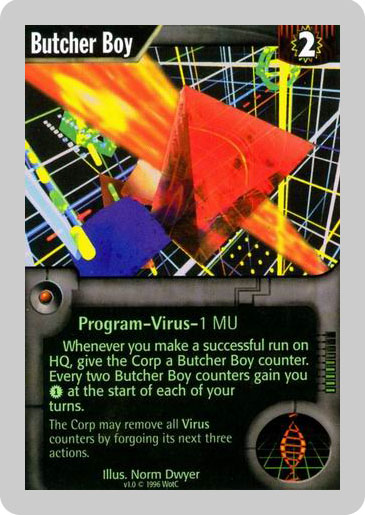 Butcher Boy
2
Program-Virus-1 MU
Whenever you make a successful run on
HQ, give the Corp a Butcher Boy counter.
Every two Butcher Boy counters gain you
1 at the start of each of your
turns.
The Corp may remove all Virus
counters by forgoing its next three
actions.
Illus. Norm Dwyer
v1.0 © 1996 WotC